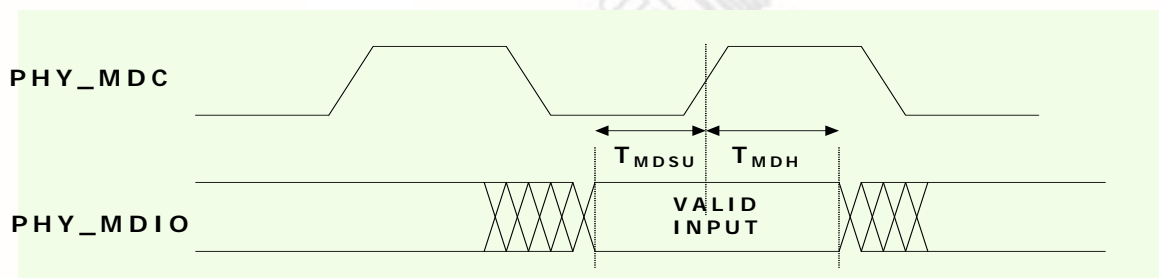 PHY_MDC
TMDSU
TMDH
PHY_MDIO
VALID
INPUT